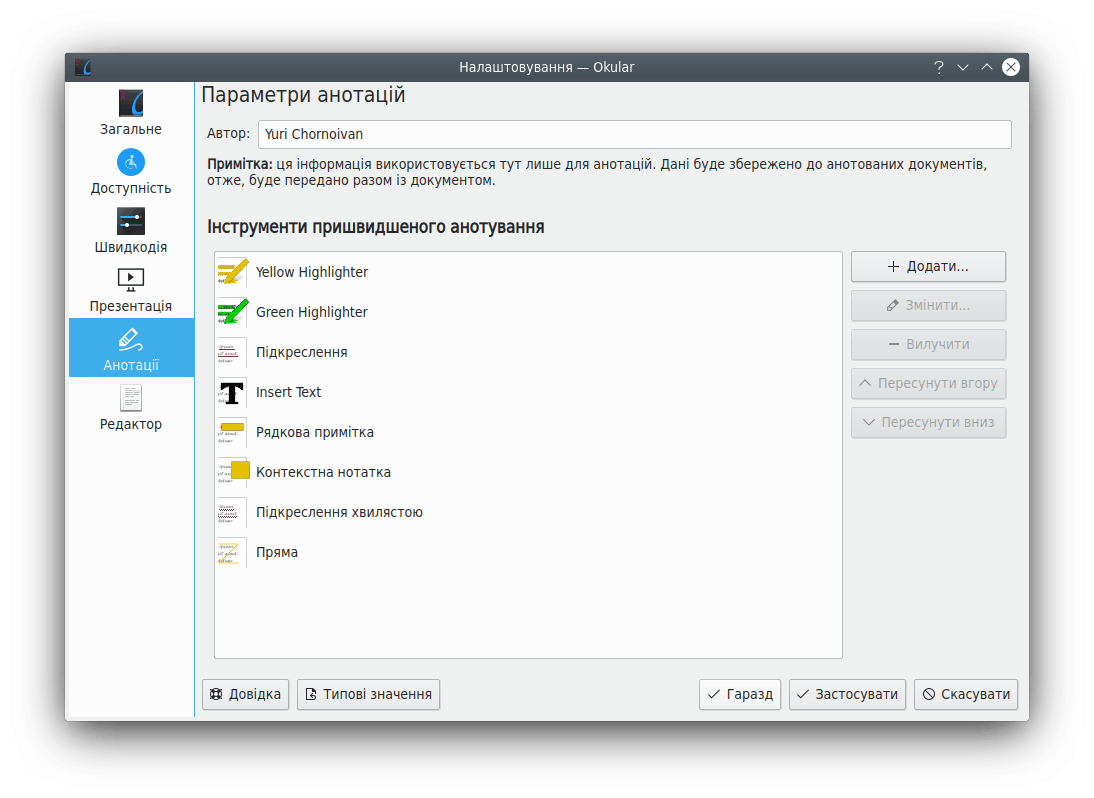 Налаштовування — Okular
Загальне
Доступність
Швидкодія
Презентація
Анотації
Редактор
Параметри анотацій
Автор: Yuri Chornoivan
Примітка: ця інформація використовується тут лише для анотацій. Дані буде збережено до анотованих документів,
отже, буде передано разом із документом.
Інструменти пришвидшеного анотування
Yellow Highlighter
Green Highlighter
Підкреслення
Insert Text
Рядкова примітка
Контекстна нотатка
Підкреслення хвилястою
Пряма
Додати...
Змінити...
Вилучити
Пересунути вгору
Пересунути вниз
Довідка
Типові значення
Гаразд
Застосувати
Скасувати